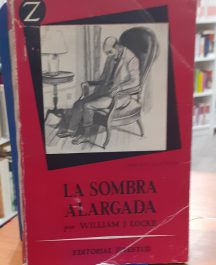 Z
LA SOMBRA
ALARGADA
por WILLIAM J. LOCKE
EDITORIAL JUVENTUD